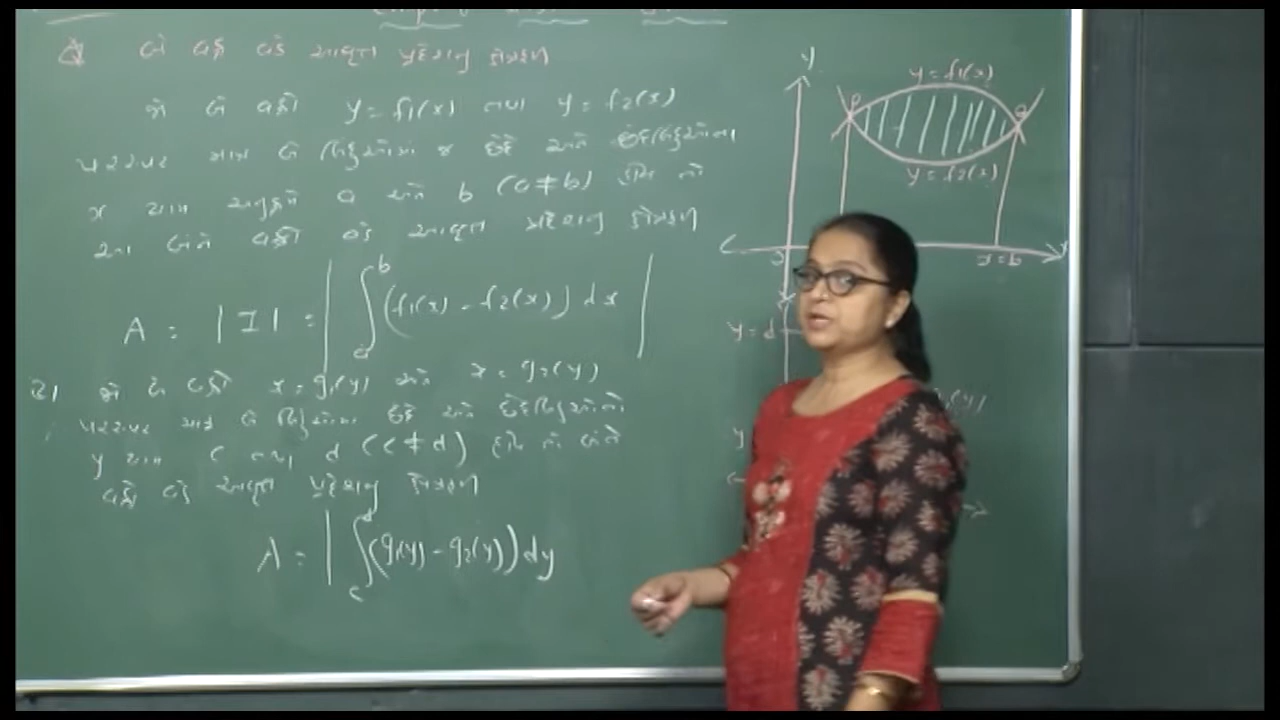 બે વક્ર વડે આવૃત્ત પ્રદેશનું ક્ષેત્રફળ
જો બે વક્રો y = f1(x) તથા y = f2(x)
પરસ્પર માત્ર બે બિંદુઓમાં જ છેદે અને છેદબિંદુઓના
x યામ અનુક્રમે a અને b (a ≠ b) હોય તો
આ બંને વક્રો વડે આવૃત્ત પ્રદેશનું ક્ષેત્રફળ
A = |I| = | ∫ₐᵇ (f1(x) - f2(x)) dx |
જો બે વક્રો x = g1(y) અને x = g2(y)
પરસ્પર માત્ર બે બિંદુઓમાં છેદે અને છેદબિંદુઓનો
y યામ c તથા d (c ≠ d) હોય તો બંને
વક્રો વડે આવૃત્ત પ્રદેશનું ક્ષેત્રફળ
A = | ∫_c^d (g1(y) - g2(y)) dy
y
y = f1(x)
P
Q
y = f2(x)
x = b
y = d